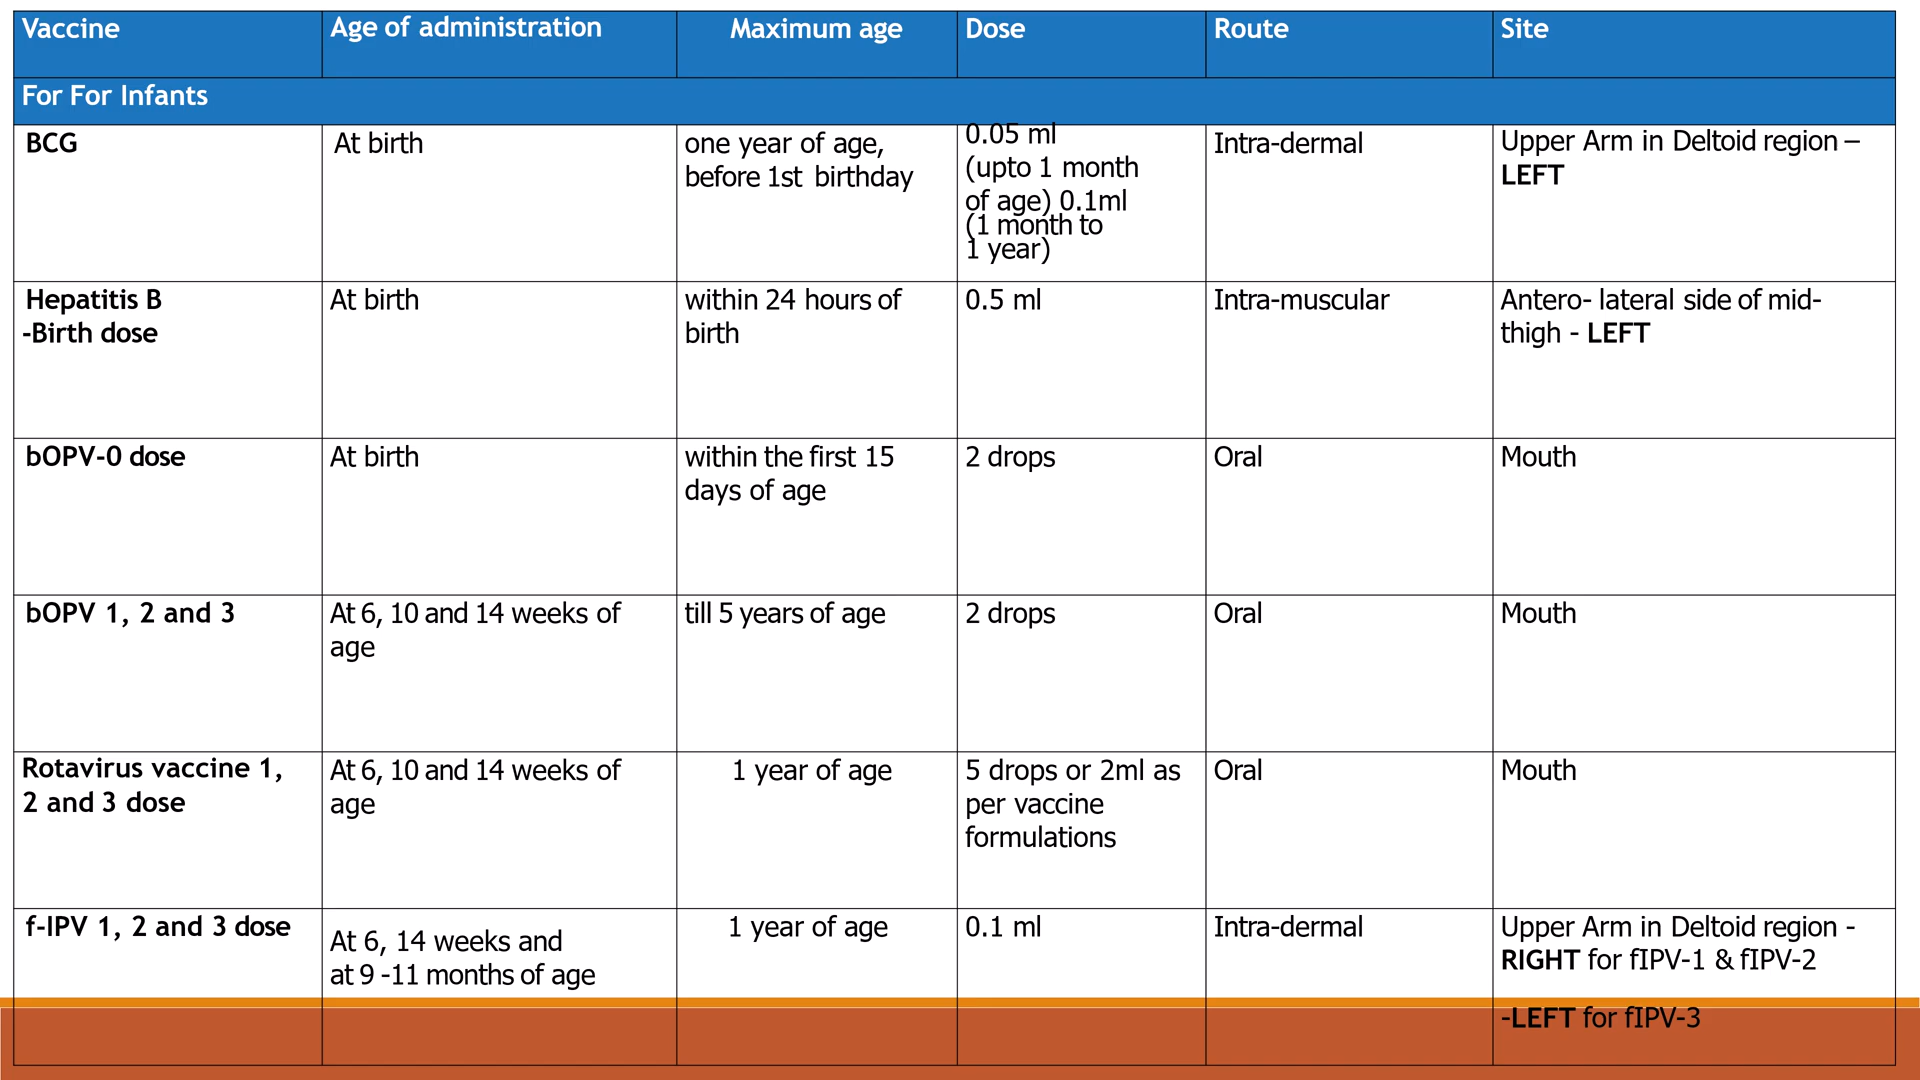 Vaccine
Age of administration
Maximum age
Dose
Route
Site
For For Infants
BCG
At birth
one year of age,
before 1st birthday
0.05 ml
(upto 1 month
of age) 0.1ml
(1 month to
1 year)
Intra-dermal
Upper Arm in Deltoid region –
LEFT
Hepatitis B
-Birth dose
At birth
within 24 hours of
birth
0.5 ml
Intra-muscular
Antero- lateral side of mid-
thigh - LEFT
bOPV-0 dose
At birth
within the first 15
days of age
2 drops
Oral
Mouth
bOPV 1, 2 and 3
At 6, 10 and 14 weeks of
age
till 5 years of age
2 drops
Oral
Mouth
Rotavirus vaccine 1,
2 and 3 dose
At 6, 10 and 14 weeks of
age
1 year of age
5 drops or 2ml as
per vaccine
formulations
Oral
Mouth
f-IPV 1, 2 and 3 dose
At 6, 14 weeks and
at 9 -11 months of age
1 year of age
0.1 ml
Intra-dermal
Upper Arm in Deltoid region -
RIGHT for fIPV-1 & fIPV-2
-LEFT for fIPV-3